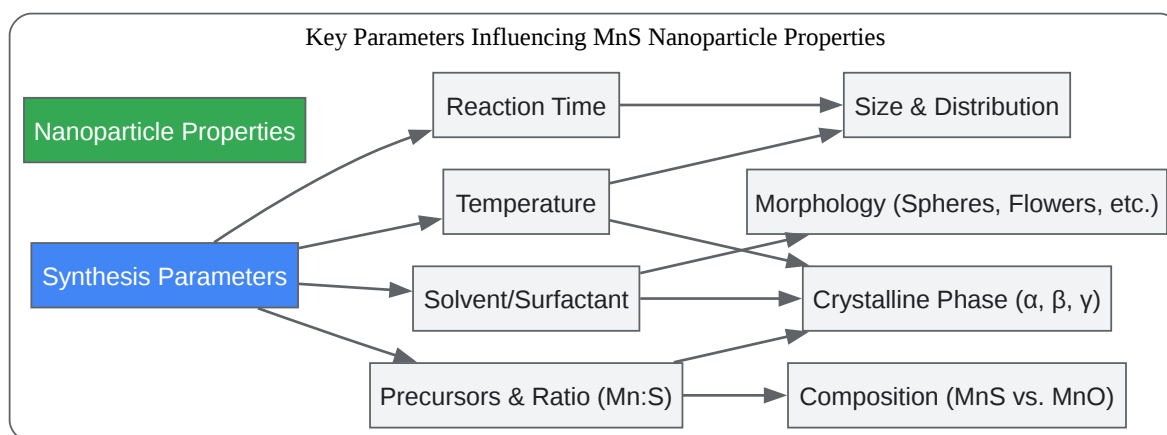 Key Parameters Influencing MnS Nanoparticle Properties
Nanoparticle Properties
Synthesis Parameters
Reaction Time
Temperature
Solvent/Surfactant
Precursors & Ratio (Mn:S)
Size & Distribution
Morphology (Spheres, Flowers, etc.)
Crystalline Phase (α, β, γ)
Composition (MnS vs. MnO)